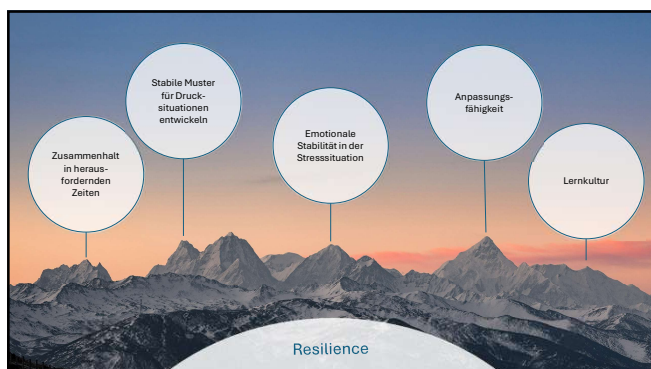 Zusammenhalt
in heraus-
fordernden
Zeiten
Stabile Muster
für Druck-
situationen
entwickeln
Emotionale
Stabilität in der
Stresssituation
Anpassungs-
fähigkeit
Lernkultur
Resilience